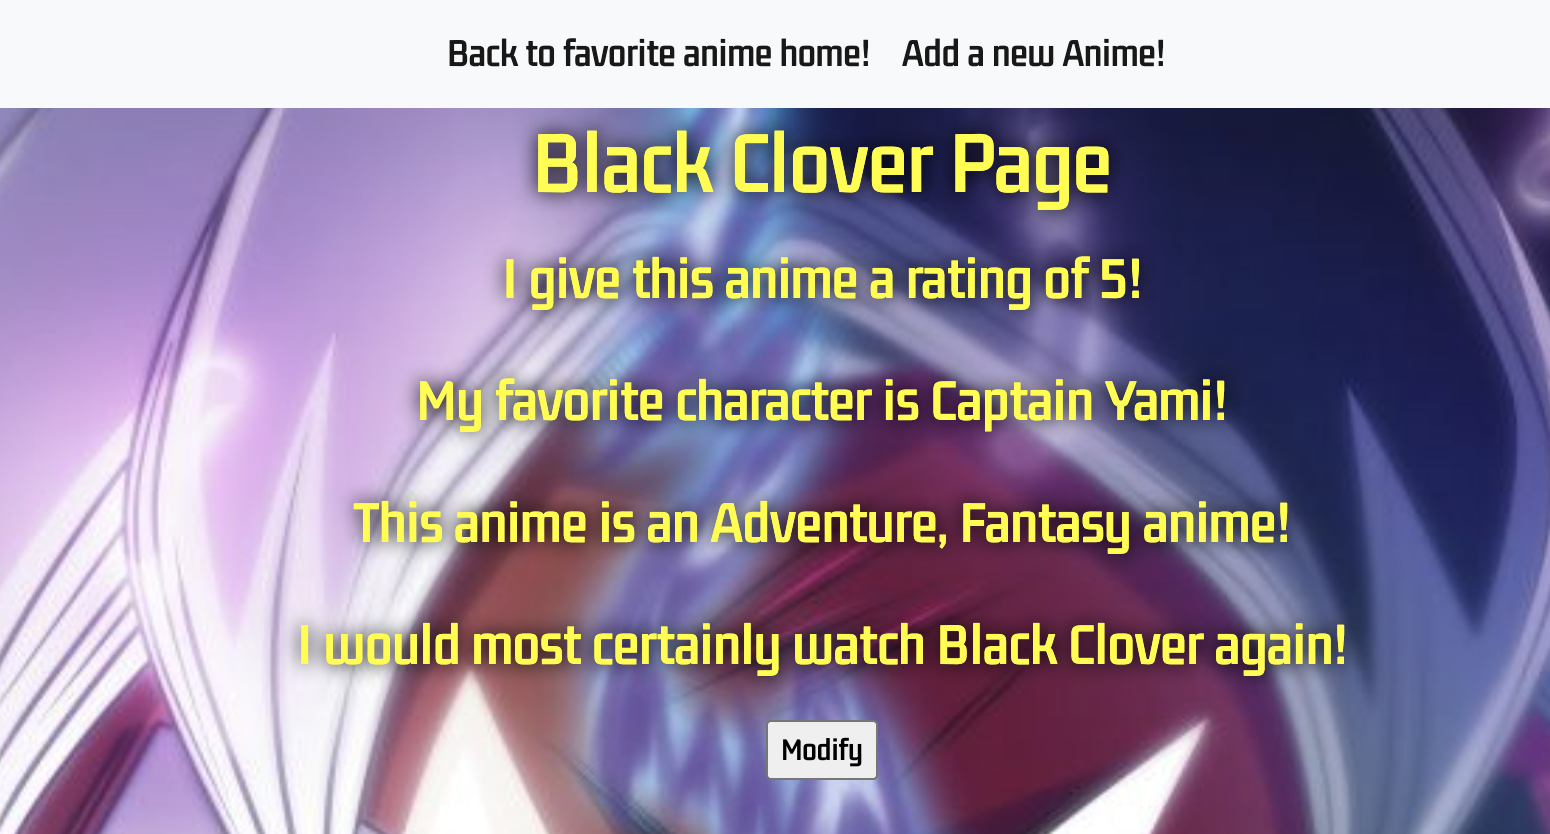 Back to favorite anime home! Add a new Anime!
Black Clover Page
I give this anime a rating of 5!
My favorite character is Captain Yami!
This anime is an Adventure, Fantasy anime!
I would most certainly watch Black Clover again!
Modify